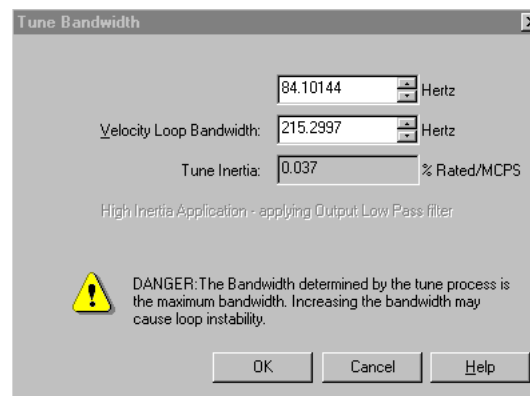 Tune Bandwidth
84.10144 Hertz
Velocity Loop Bandwidth: 215.2997 Hertz
Tune Inertia: 0.037 % Rated/MCPS
High Inertia Application - applying Output Low Pass filter
DANGER:The Bandwidth determined by the tune process is
the maximum bandwidth. Increasing the bandwidth may
cause loop instability.
OK Cancel Help